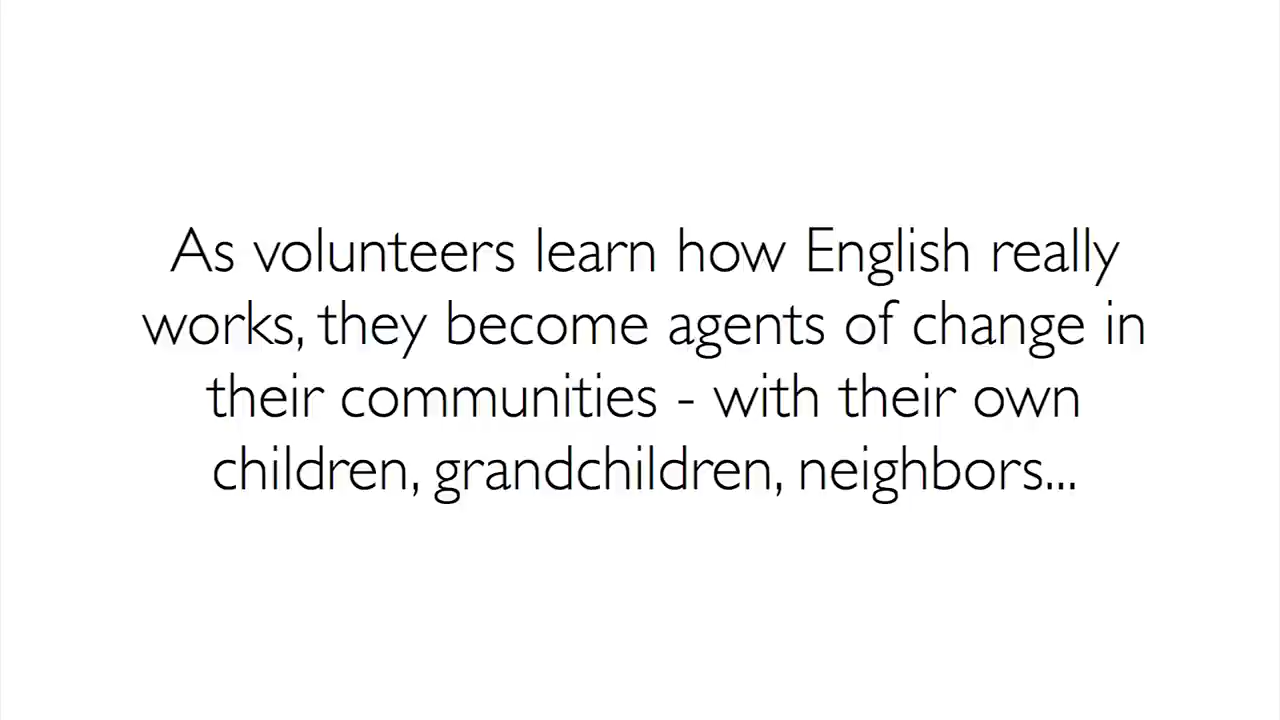 As volunteers learn how English really
works, they become agents of change in
their communities - with their own
children, grandchildren, neighbors...